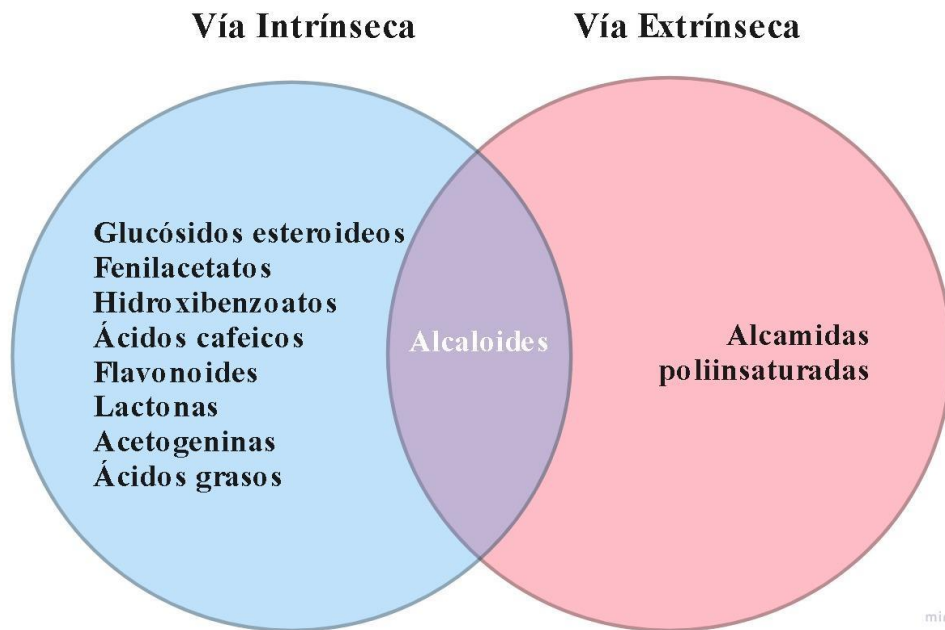 Vía Intrínseca
Vía Extrínseca
Glucósidos esteroideos
Fenilacetatos
Hidroxibenzoatos
Ácidos cafeicos
Flavonoides
Lactonas
Acetogeninas
Ácidos grasos
Alcaloides
Alcamidas
poliinsaturadas